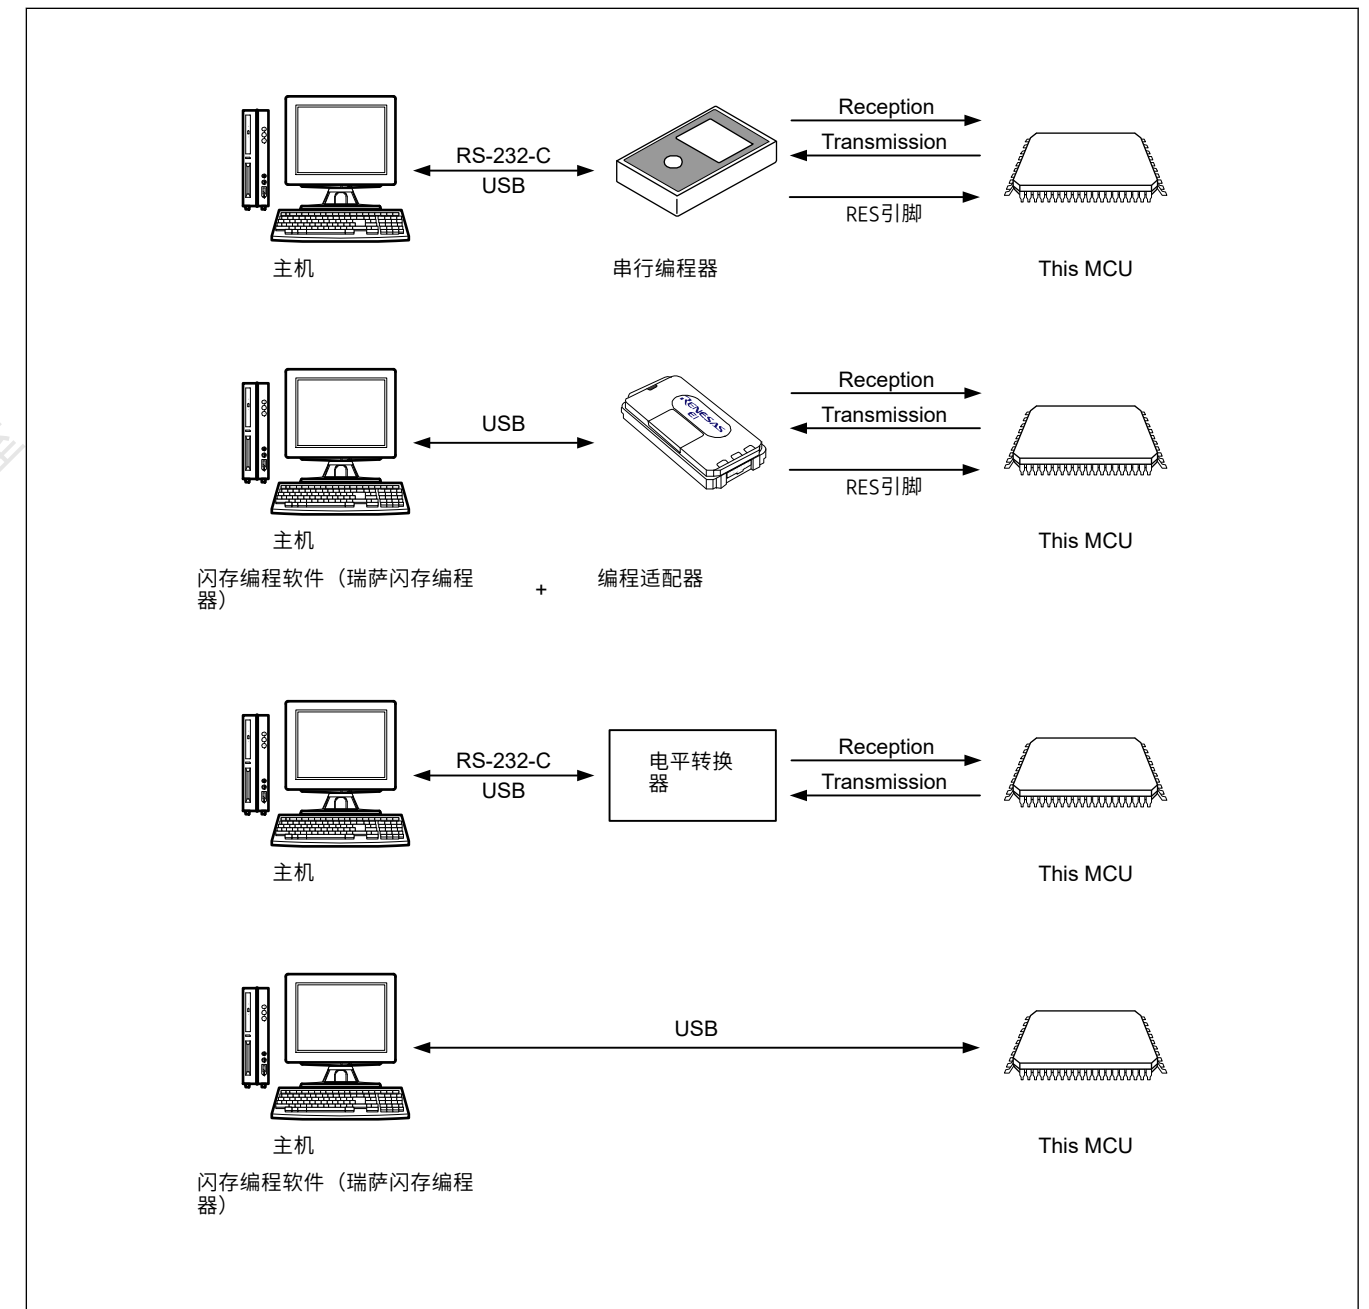 Reception
RS-232-C
Transmission
USB
RES引脚
主机
串行编程器
This MCU
Reception
RENESAS
E1
USB
Transmission
RES引脚
主机
This MCU
闪存编程软件（瑞萨闪存编程
器）
+
编程适配器
Reception
RS-232-C
电平转换
器
USB
Transmission
主机
This MCU
USB
主机
This MCU
闪存编程软件（瑞萨闪存编程
器）